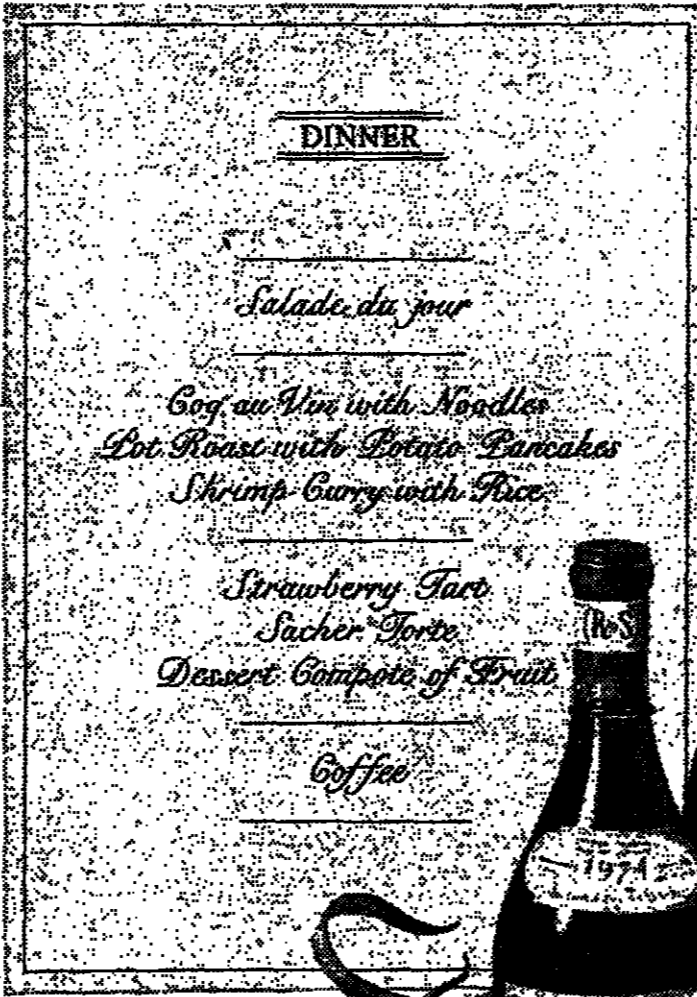 DINNER
Salade du jour
Coq au Vin with Noodles
Pot Roast with Potato Pancakes
Shrimp Curry with Rice
Strawberry Tart
Sacher Torte
Dessert Compote of Fruit
Coffee
1971